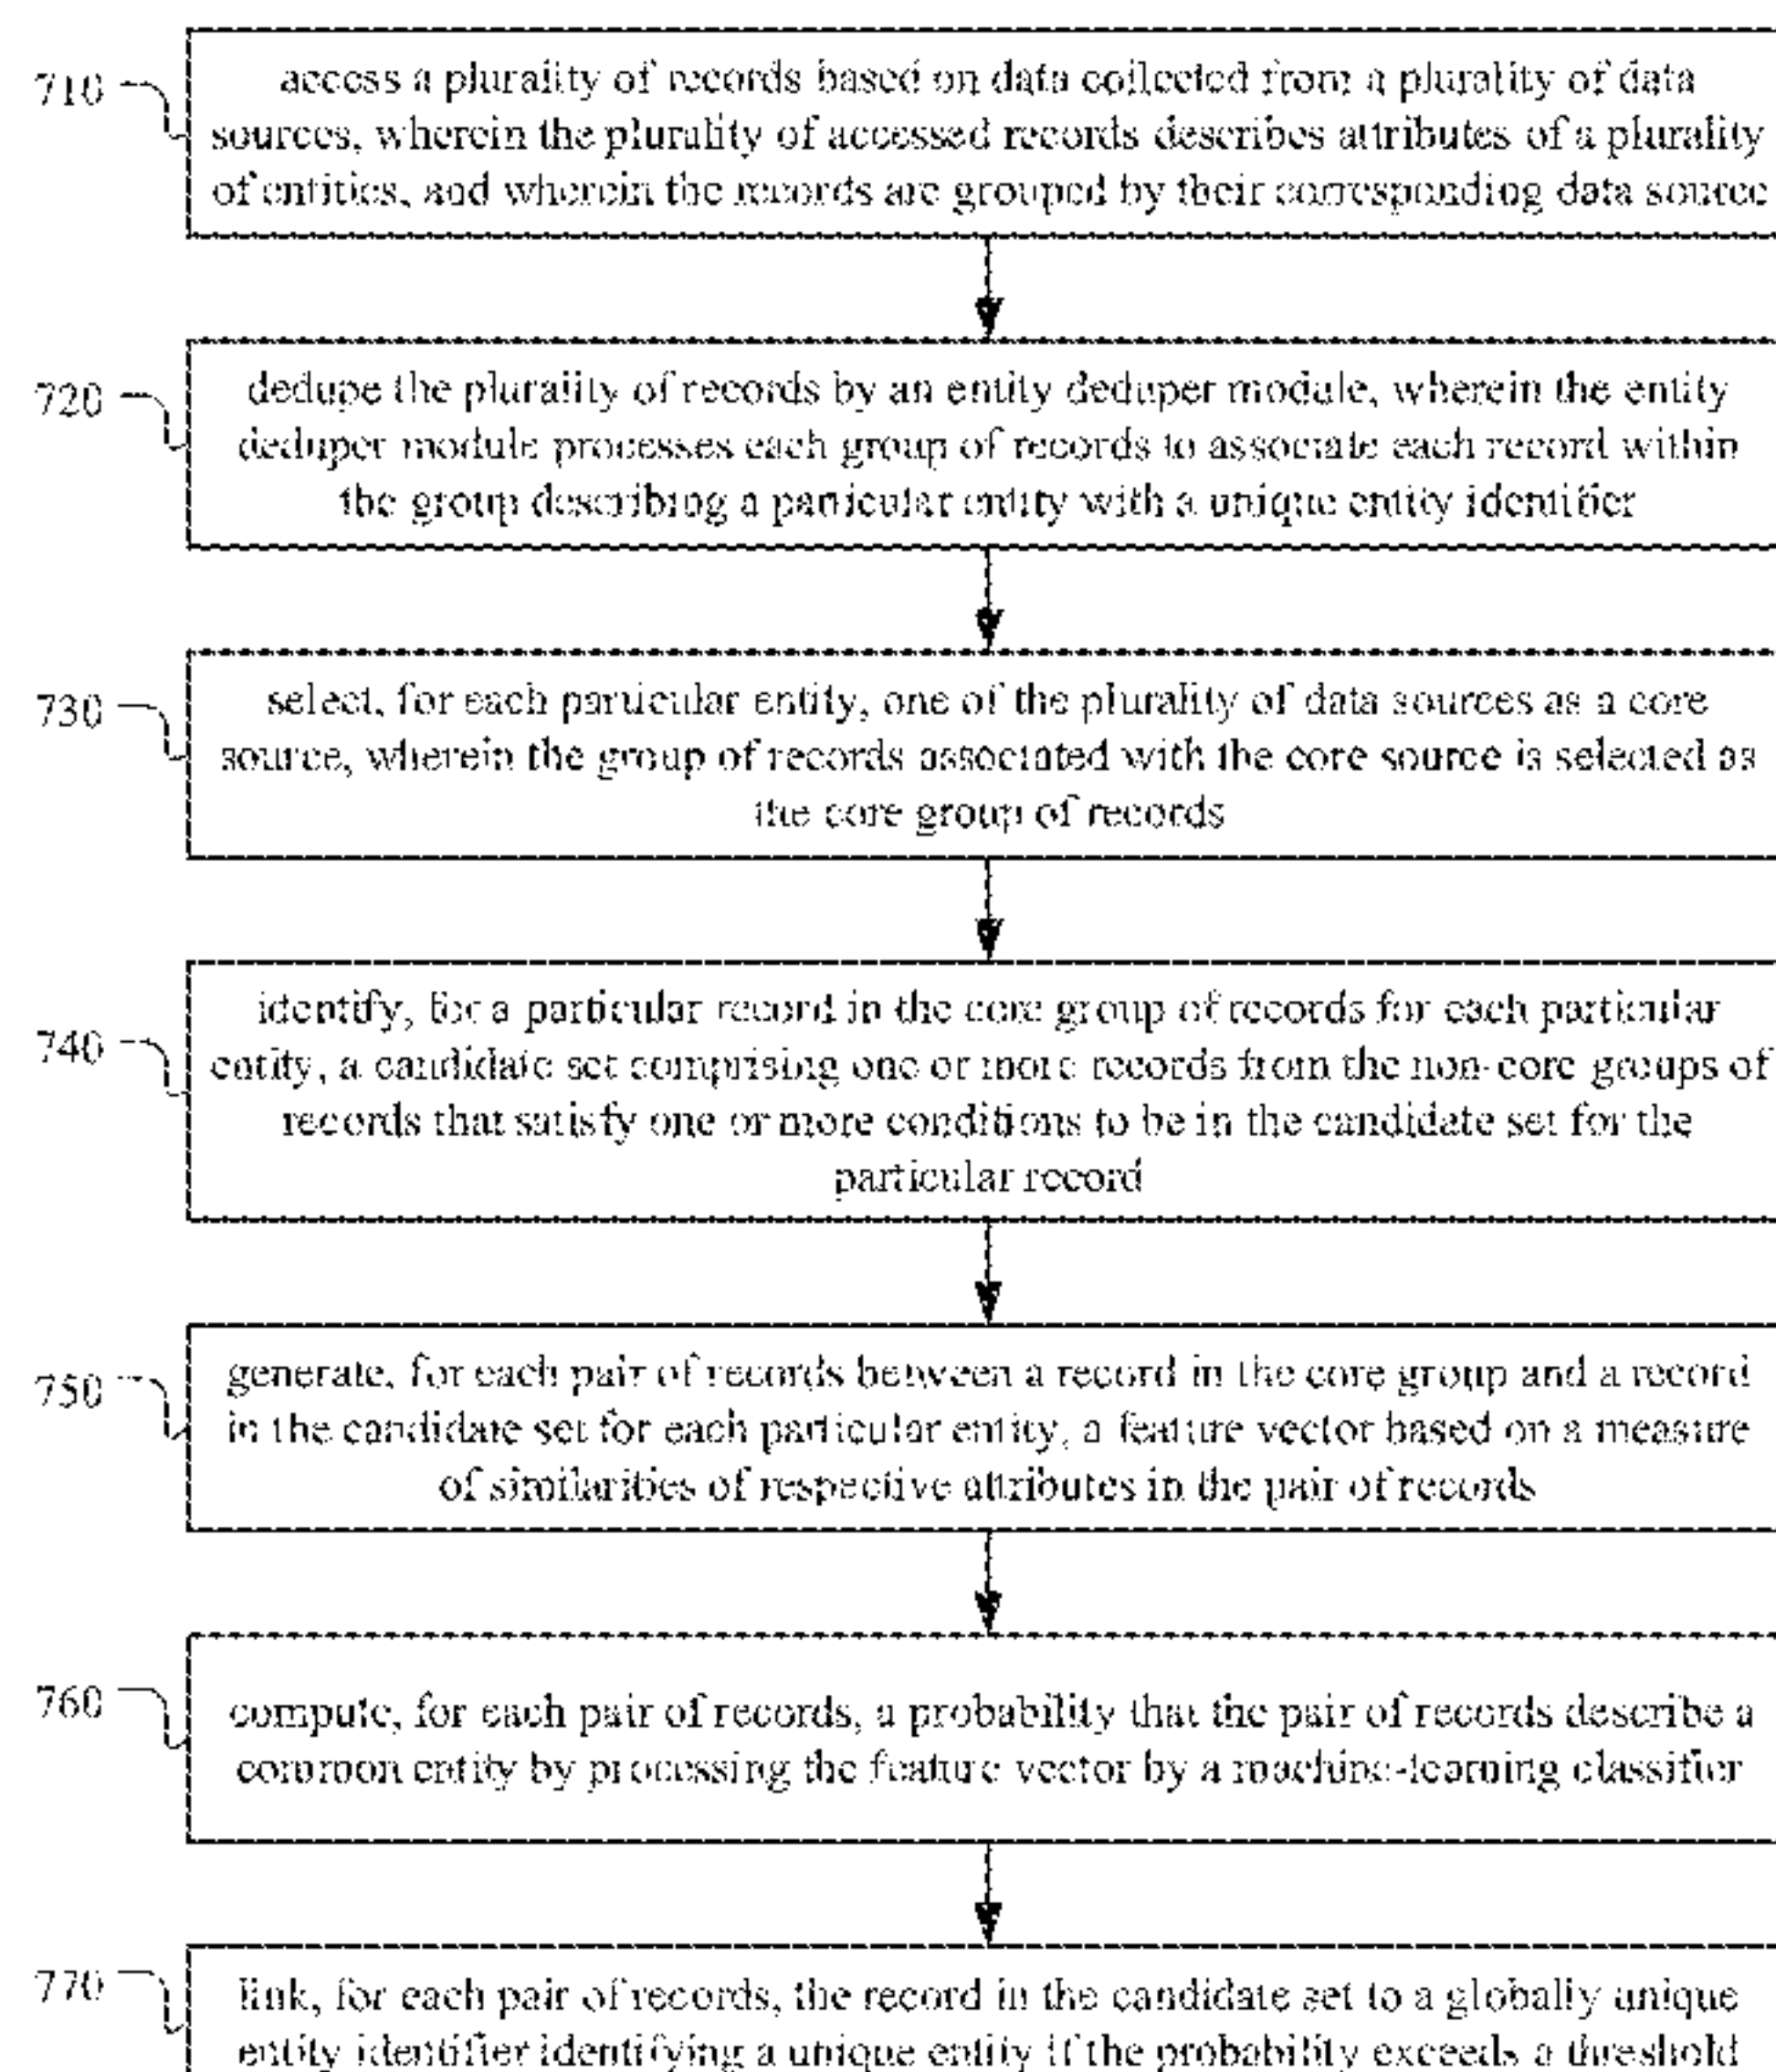 710
access a plurality of records based on data collected from a plurality of data
sources, wherein the plurality of accessed records describes attributes of a plurality
of entities, and wherein the records are grouped by their corresponding data source
720
dedupe the plurality of records by an entity deduper module, wherein the entity
deduper module processes each group of records to associate each record within
the group describing a particular entity with a unique entity identifier
730
select, for each particular entity, one of the plurality of data sources as a core
source, wherein the group of records associated with the core source is selected as
the core group of records
740
identify, for a particular record in the core group of records for each particular
entity, a candidate set comprising one or more records from the non-core groups of
records that satisfy one or more conditions to be in the candidate set for the
particular record
750
generate, for each pair of records between a record in the core group and a record
in the candidate set for each particular entity, a feature vector based on a measure
of similarities of respective attributes in the pair of records
760
compute, for each pair of records, a probability that the pair of records describe a
common entity by processing the feature vector by a machine-learning classifier
770
link, for each pair of records, the record in the candidate set to a globally unique
entity identifier identifying a unique entity if the probability exceeds a threshold